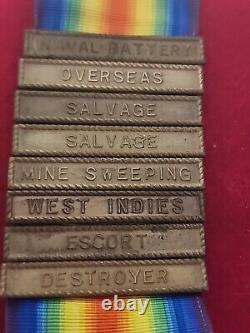 NAVAL BATTERY
OVERSEAS
SALVAGE
SALVAGE
MINE SWEEPING
WEST INDIES
ESCORT
DESTROYER